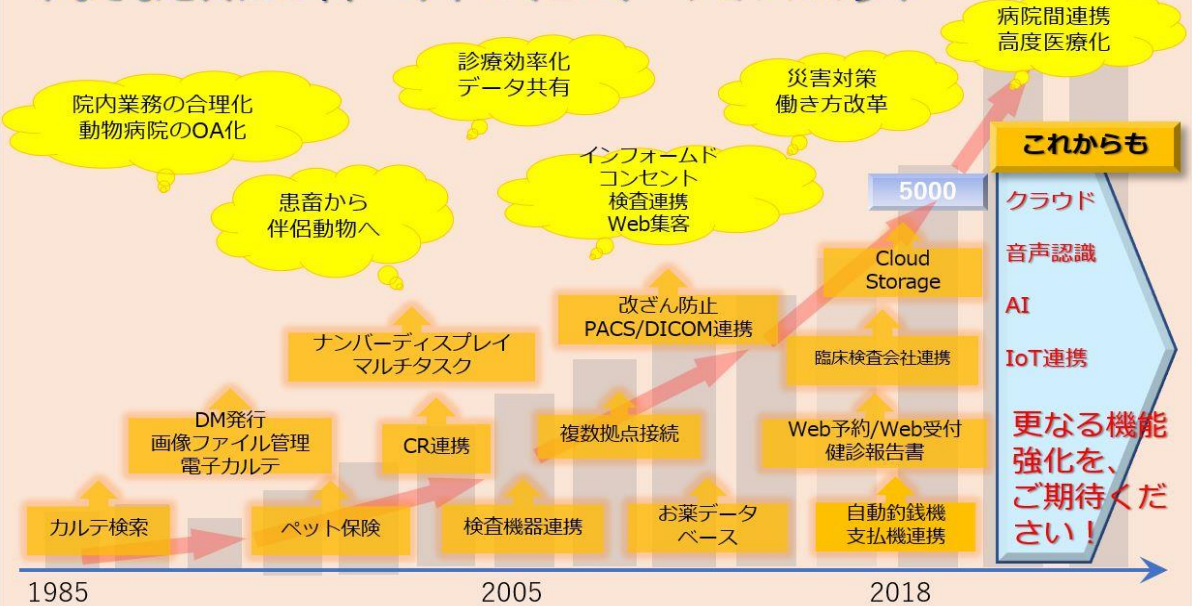 病院間連携
高度医療化
診療効率化
データ共有
災害対策
働き方改革
院内業務の合理化
動物病院のOA化
インフォームド
コンセント
検査連携
Web集客
患畜から
伴侶動物へ
これからも
5000
クラウド
音声認識
AI
IoT連携
更なる機能
強化を、
ご期待くだ
さい！
Cloud
Storage
改ざん防止
PACS/DICOM連携
ナンバーディスプレイ
マルチタスク
臨床検査会社連携
DM発行
画像ファイル管理
電子カルテ
CR連携
複数拠点接続
Web予約/Web受付
健診報告書
カルテ検索
ペット保険
検査機器連携
お薬データ
ベース
自動釣銭機
支払機連携
1985
2005
2018